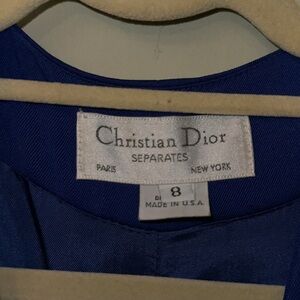 Christian Dior
SEPARATES
PARIS NEW YORK
8
MADE IN U.S.A.